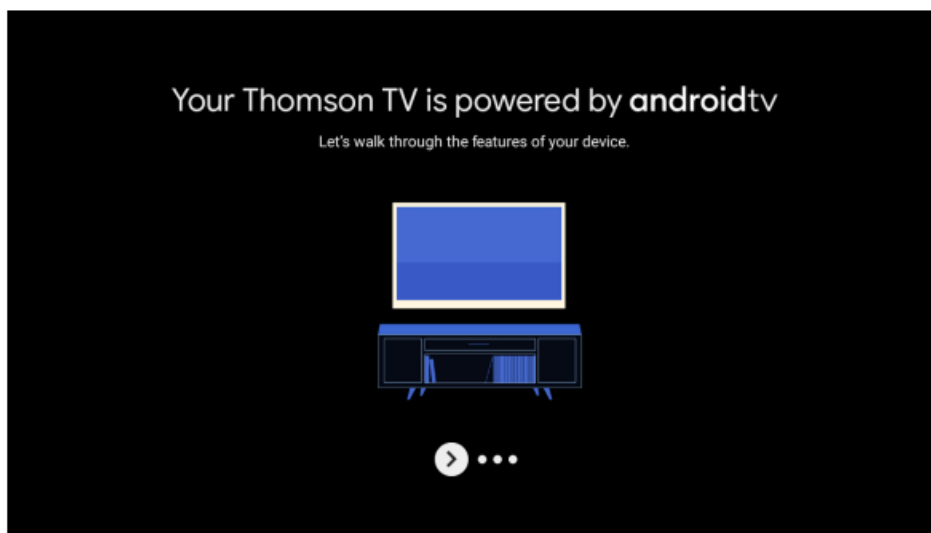 Your Thomson TV is powered by androidtv
Let's walk through the features of your device.